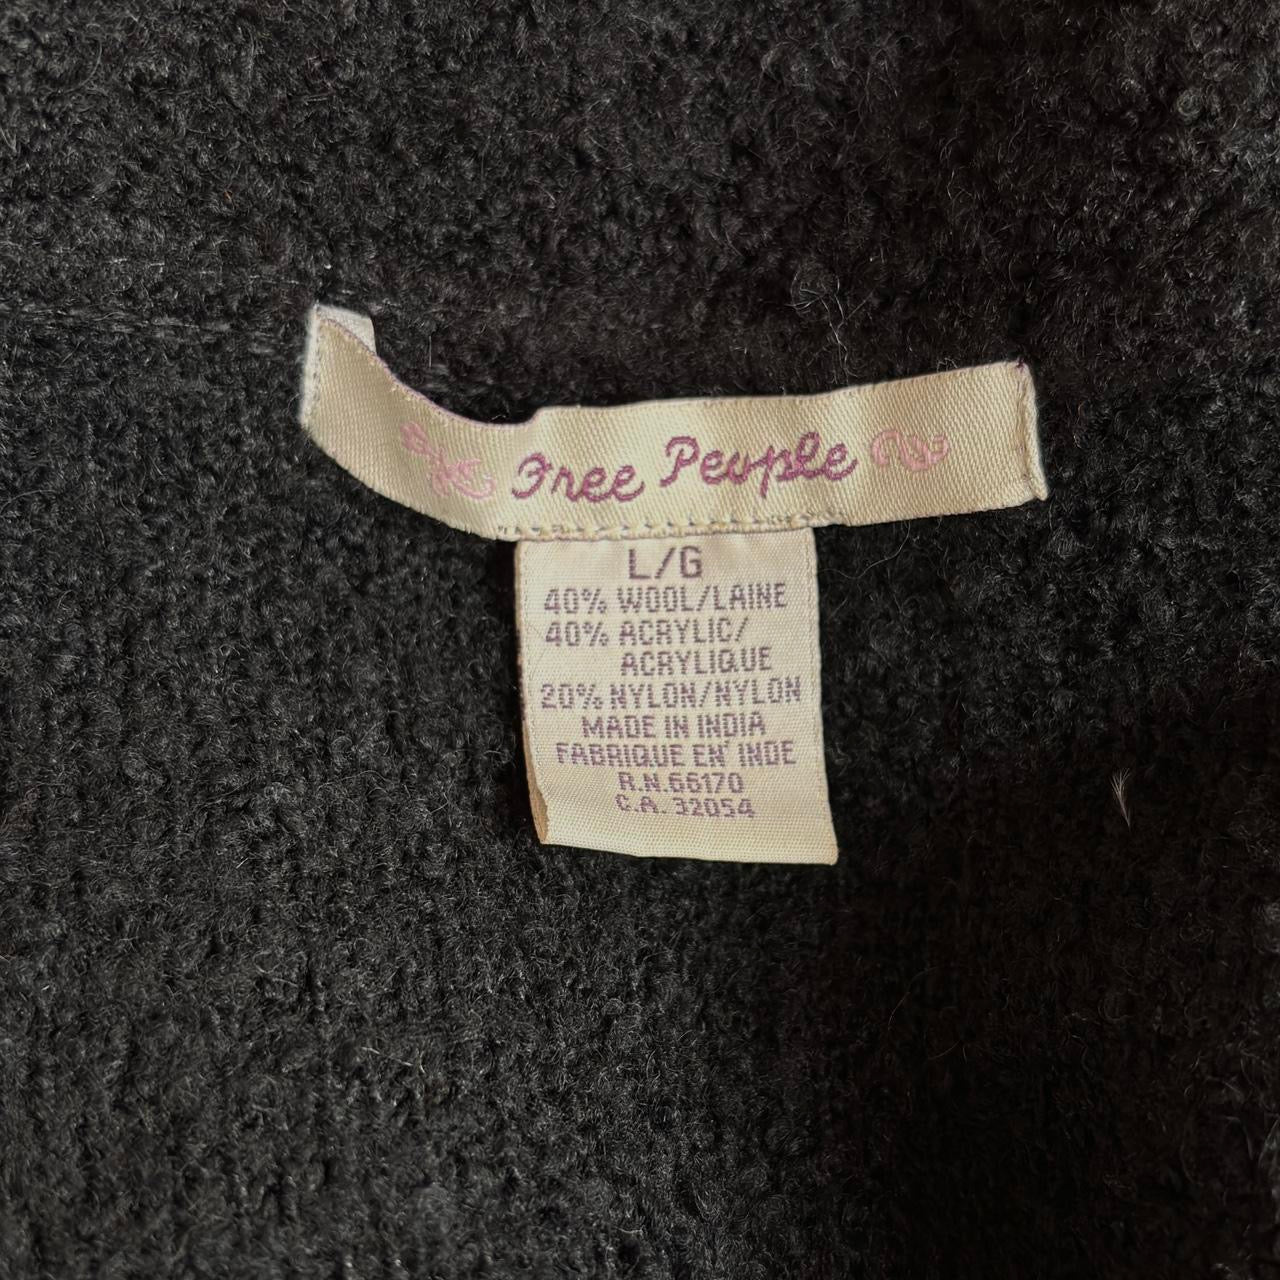 Free People
L/G
40% WOOL/LAINE
40% ACRYLIC/
ACRYLIQUE
20% NYLON/NYLON
MADE IN INDIA
FABRIQUE EN' INDE
R.N.66170
C.A. 32054